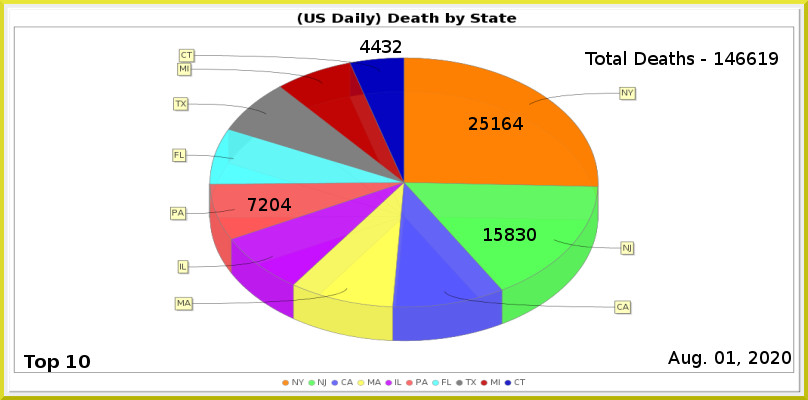 (US Daily) Death by State
Total Deaths - 146619
4432
CT
MI
NY
TX
25164
FL
7204
PA
15830
NJ
IL
MA
CA
Top 10
Aug. 01, 2020
NY NJ CA MA IL PA FL TX MI CT